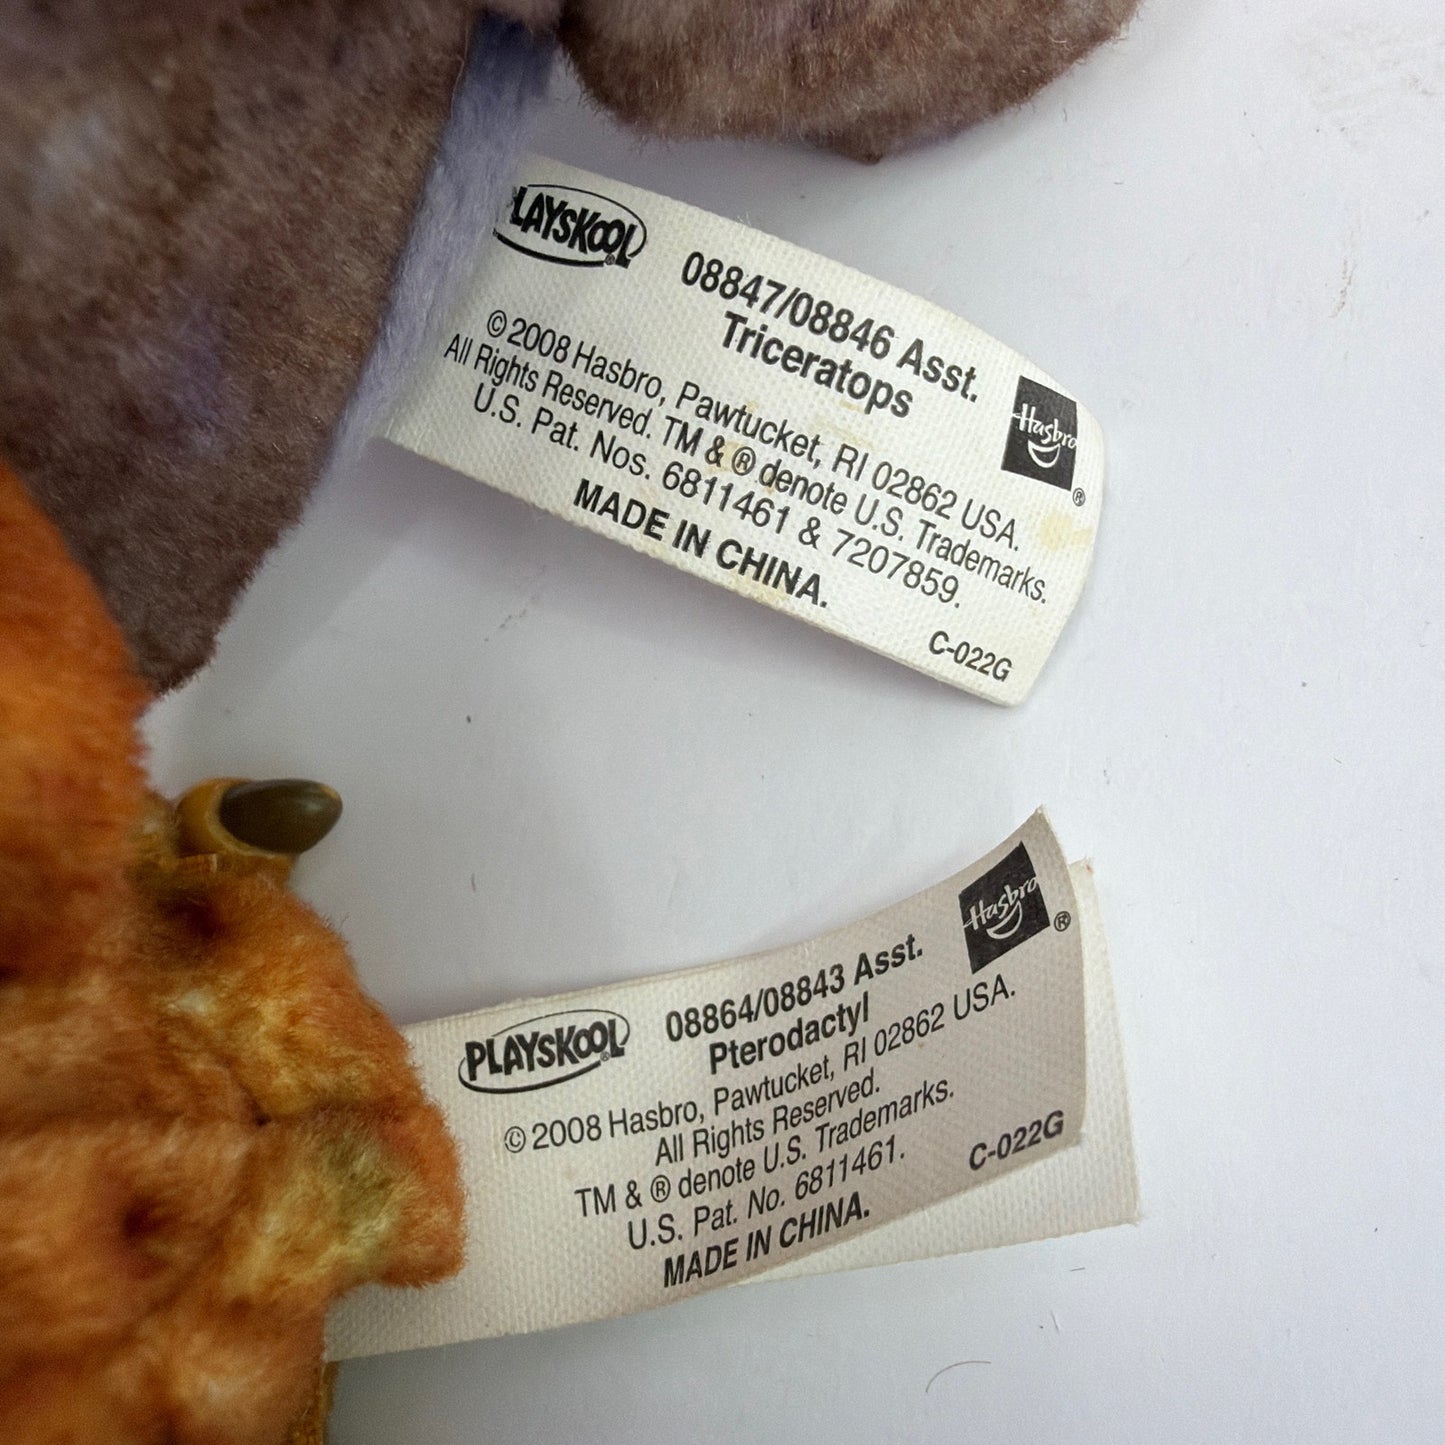 PLAYSKOOL®
08847/08846 Asst.
Triceratops
Hasbro®
© 2008 Hasbro, Pawtucket, RI 02862 USA.
All Rights Reserved. TM & ® denote U.S. Trademarks.
U.S. Pat. Nos. 6811461 & 7207859.
MADE IN CHINA.
C-022G
PLAYSKOOL®
08864/08843 Asst.
Pterodactyl
Hasbro®
© 2008 Hasbro, Pawtucket, RI 02862 USA.
All Rights Reserved.
TM & ® denote U.S. Trademarks.
U.S. Pat. No. 6811461.
MADE IN CHINA.
C-022G